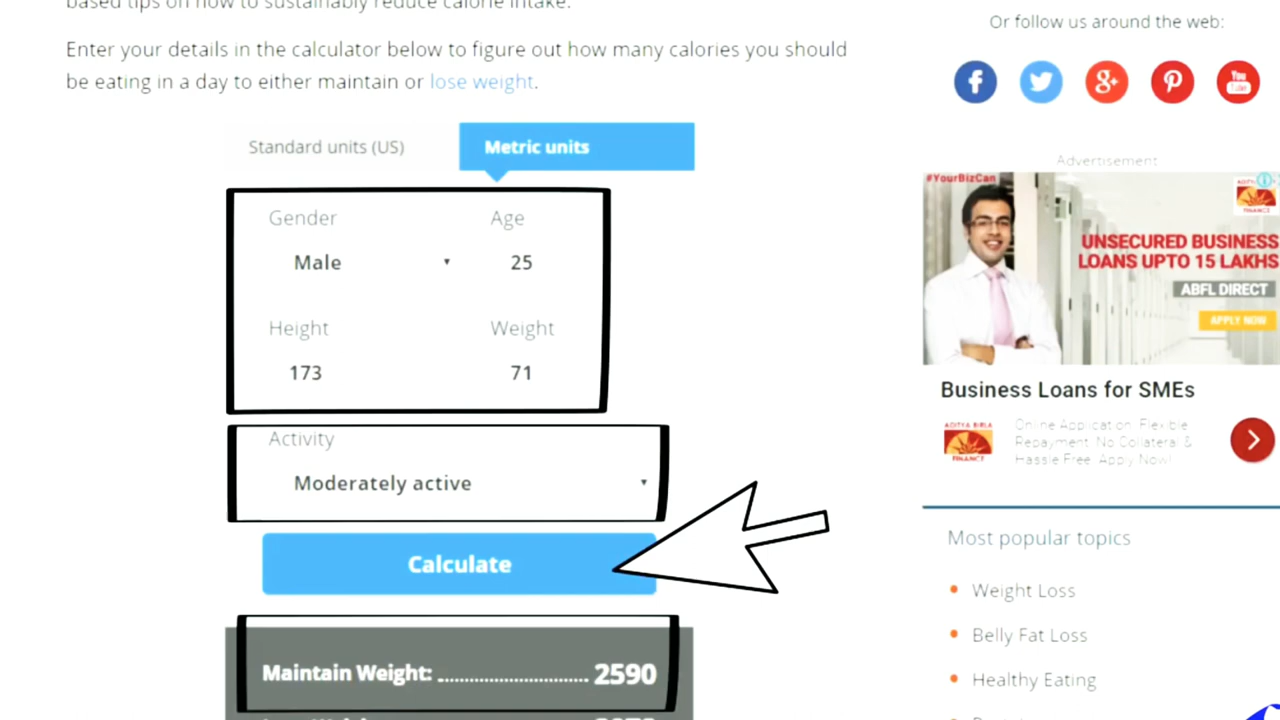 based tips on how to sustainably reduce calorie intake.
Enter your details in the calculator below to figure out how many calories you should
be eating in a day to either maintain or lose weight.
Standard units (US)
Metric units
Gender
Age
Male
25
Height
Weight
173
71
Activity
Moderately active
Calculate
Maintain Weight: 2590
Or follow us around the web:
You
Tube
Advertisement
#YourBizCan
UNSECURED BUSINESS
LOANS UPTO 15 LAKHS
ABFL DIRECT
APPLY NOW
Business Loans for SMEs
ADITYA BIRLA
FINANCE
Online Application. Flexible
Repayment. No Collateral &
Hassle Free. Apply Now!
Most popular topics
Weight Loss
Belly Fat Loss
Healthy Eating